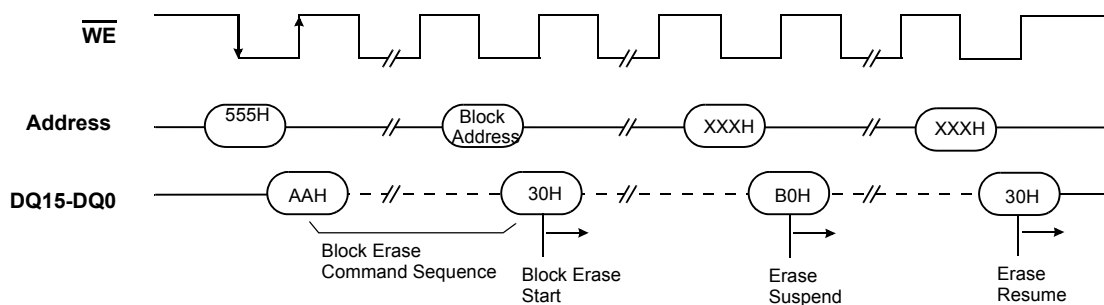 WE
Address
555H
Block
Address
XXXH
XXXH
DQ15-DQ0
AAH
30H
B0H
30H
Block Erase
Command Sequence
Block Erase
Start
Erase
Suspend
Erase
Resume